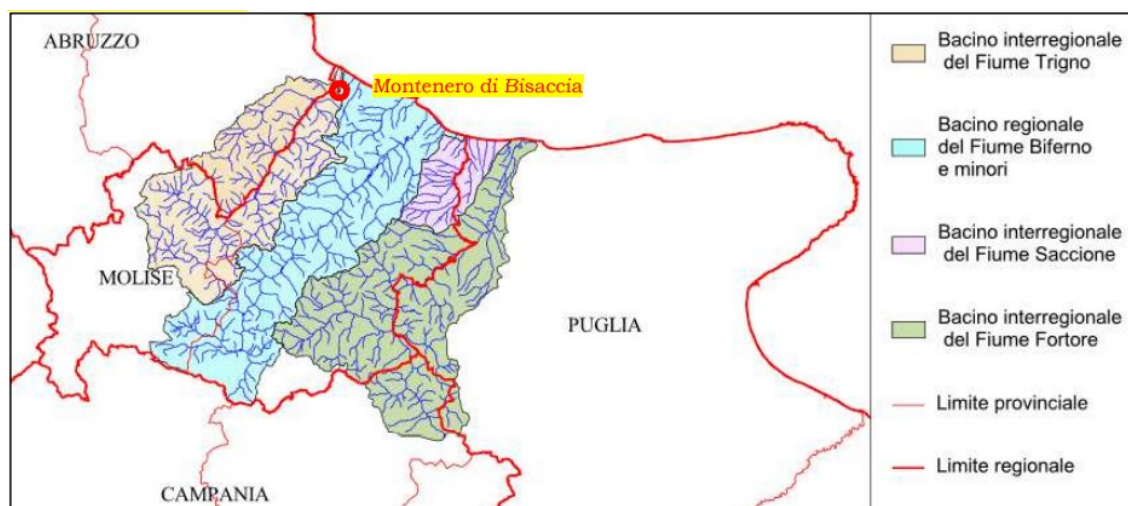 ABRUZZO
Montenero di Bisaccia
MOLISE
PUGLIA
CAMPANIA
Bacino interregionale
del Fiume Trigno
Bacino regionale
del Fiume Biferno
e minori
Bacino interregionale
del Fiume Saccione
Bacino interregionale
del Fiume Fortore
Limite provinciale
Limite regionale